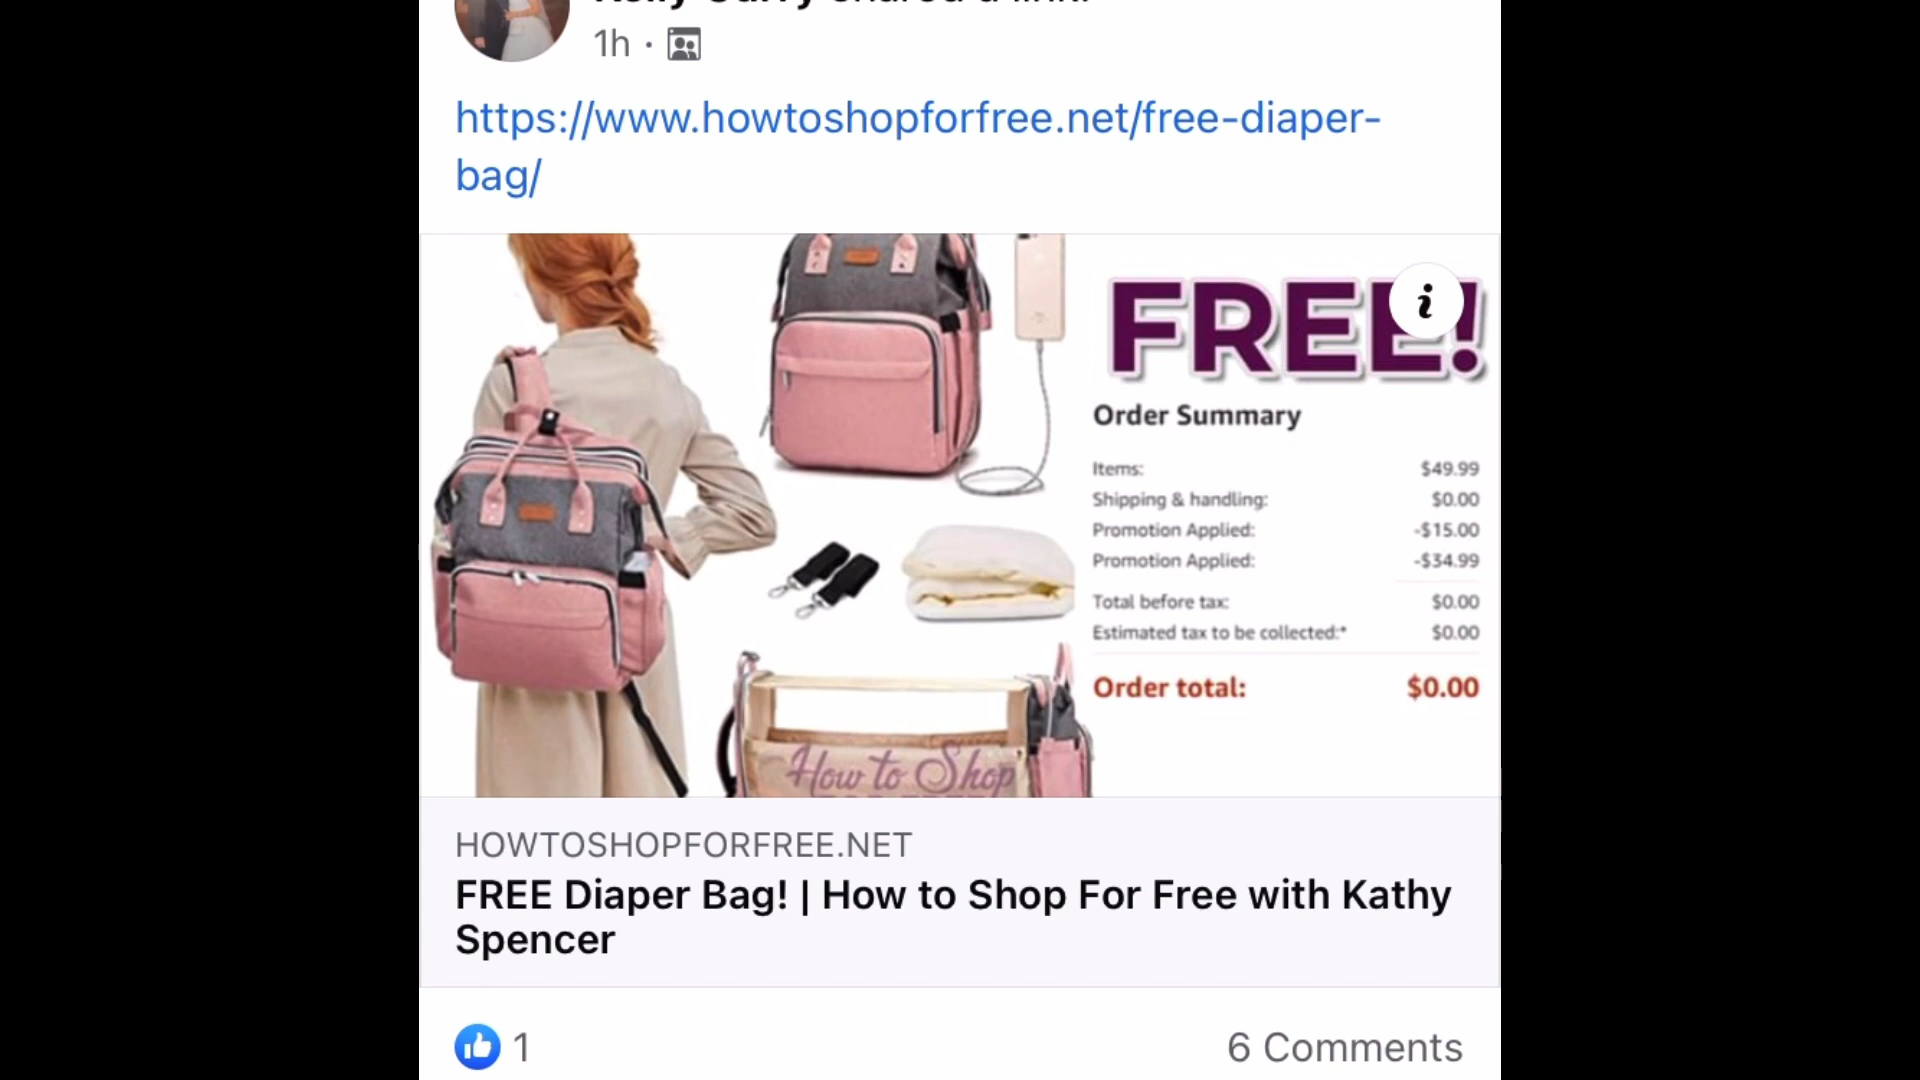 shared a link.
1h ·
https://www.howtoshopforfree.net/free-diaper-
bag/
FREE!
Order Summary
Items: $49.99
Shipping & handling: $0.00
Promotion Applied: -$15.00
Promotion Applied: -$34.99
Total before tax: $0.00
Estimated tax to be collected:* $0.00
Order total: $0.00
How to Shop
HOWTOSHOPFORFREE.NET
FREE Diaper Bag! | How to Shop For Free with Kathy
Spencer
1
6 Comments